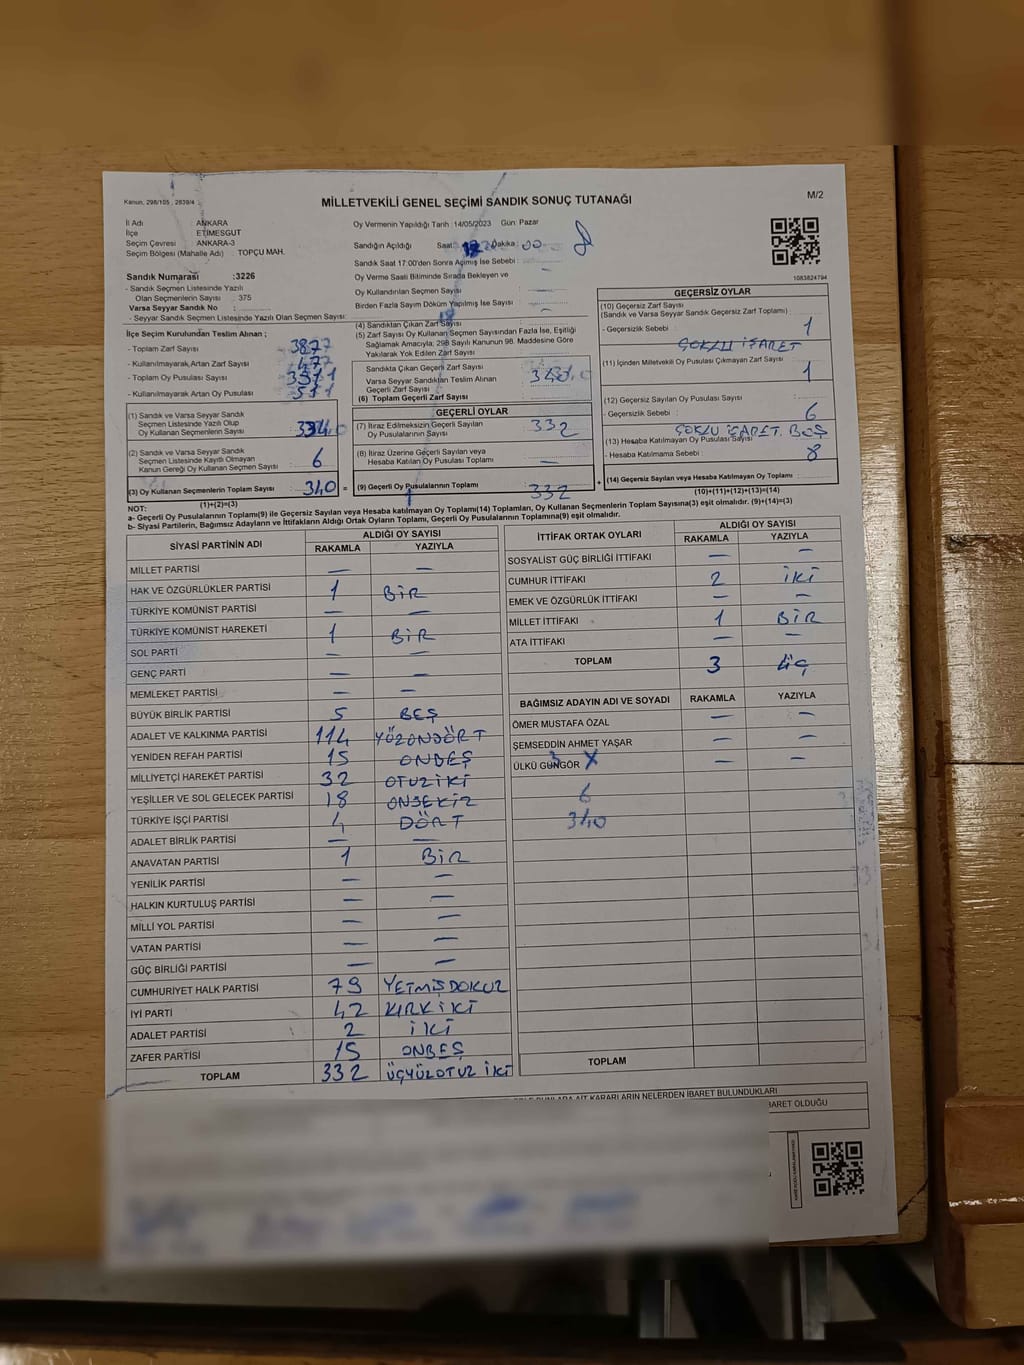 Kanun, 298/105 , 2839/4
MİLLETVEKİLİ GENEL SEÇİMİ SANDIK SONUÇ TUTANAĞI
M/2
İl Adı : ANKARA
İlçe : ETİMESGUT
Seçim Çevresi : ANKARA-3
Seçim Bölgesi (Mahalle Adı) : TOPÇU MAH.
Sandık Numarası :3226
- Sandık Seçmen Listesinde Yazılı
Olan Seçmenlerin Sayısı : 375
Varsa Seyyar Sandık No :
- Seyyar Sandık Seçmen Listesinde Yazılı Olan Seçmen Sayısı:
Oy Vermenin Yapıldığı Tarih :14/05/2023 Gün: Pazar
Sandığın Açıldığı Saat: Dakika: 00
Sandık Saat 17:00'den Sonra Açılmış İse Sebebi :
Oy Verme Saati Bitiminde Sırada Bekleyen ve
Oy Kullandırılan Seçmen Sayısı : —
Birden Fazla Sayım Döküm Yapılmış İse Sayısı : —
1083824794
İlçe Seçim Kurulundan Teslim Alınan ;
- Toplam Zarf Sayısı :
- Kullanılmayarak Artan Zarf Sayısı :
- Toplam Oy Pusulası Sayısı :
- Kullanılmayarak Artan Oy Pusulası :
(1) Sandık ve Varsa Seyyar Sandık
Seçmen Listesinde Yazılı Olup
Oy Kullanan Seçmenlerin Sayısı :
(2) Sandık ve Varsa Seyyar Sandık
Seçmen Listesinde Kayıtlı Olmayan
Kanun Gereği Oy Kullanan Seçmen Sayısı : 6
(3) Oy Kullanan Seçmenlerin Toplam Sayısı : 340 =
(1)+(2)=(3)
(4) Sandıktan Çıkan Zarf Sayısı
(5) Zarf Sayısı Oy Kullanan Seçmen Sayısından Fazla İse, Eşitliği
Sağlamak Amacıyla; 298 Sayılı Kanunun 98. Maddesine Göre
Yakılarak Yok Edilen Zarf Sayısı
Sandıkta Çıkan Geçerli Zarf Sayısı
Varsa Seyyar Sandıktan Teslim Alınan
Geçerli Zarf Sayısı
(6) Toplam Geçerli Zarf Sayısı
GEÇERLİ OYLAR
(7) İtiraz Edilmeksizin Geçerli Sayılan
Oy Pusulalarının Sayısı : 332
(8) İtiraz Üzerine Geçerli Sayılan veya
Hesaba Katılan Oy Pusulası Toplamı : —
(9) Geçerli Oy Pusulalarının Toplamı : 332 +
GEÇERSİZ OYLAR
(10) Geçersiz Zarf Sayısı
(Sandık ve Varsa Seyyar Sandık Geçersiz Zarf Toplamı) : 1
- Geçersizlik Sebebi :
ÇOKLU İŞARET
(11) İçinden Milletvekili Oy Pusulası Çıkmayan Zarf Sayısı
1
(12) Geçersiz Sayılan Oy Pusulası Sayısı
- Geçersizlik Sebebi : 6
ÇOKLU İŞARET, BOŞ
(13) Hesaba Katılmayan Oy Pusulası Sayısı
- Hesaba Katılmama Sebebi : 8
(14) Geçersiz Sayılan veya Hesaba Katılmayan Oy Toplamı :
(10)+(11)+(12)+(13)=(14)
NOT:
a- Geçerli Oy Pusulalarının Toplamı(9) ile Geçersiz Sayılan veya Hesaba katılmayan Oy Toplamı(14) Toplamları, Oy Kullanan Seçmenlerin Toplam Sayısına(3) eşit olmalıdır. (9)+(14)=(3)
b- Siyasi Partilerin, Bağımsız Adayların ve İttifakların Aldığı Ortak Oyların Toplamı, Geçerli Oy Pusulalarının Toplamına(9) eşit olmalıdır.
SİYASİ PARTİNİN ADI ALDIĞI OY SAYISI
RAKAMLA YAZIYLA
MİLLET PARTİSİ — —
HAK VE ÖZGÜRLÜKLER PARTİSİ 1 BİR
TÜRKİYE KOMÜNİST PARTİSİ — —
TÜRKİYE KOMÜNİST HAREKETİ 1 BİR
SOL PARTİ — —
GENÇ PARTİ — —
MEMLEKET PARTİSİ — —
BÜYÜK BİRLİK PARTİSİ 5 BEŞ
ADALET VE KALKINMA PARTİSİ 114 YÜZONDÖRT
YENİDEN REFAH PARTİSİ 15 ONBEŞ
MİLLİYETÇİ HAREKET PARTİSİ 32 OTUZİKİ
YEŞİLLER VE SOL GELECEK PARTİSİ 18 ONSEKİZ
TÜRKİYE İŞÇİ PARTİSİ 4 DÖRT
ADALET BİRLİK PARTİSİ — —
ANAVATAN PARTİSİ 1 BİR
YENİLİK PARTİSİ — —
HALKIN KURTULUŞ PARTİSİ — —
MİLLİ YOL PARTİSİ — —
VATAN PARTİSİ — —
GÜÇ BİRLİĞİ PARTİSİ — —
CUMHURİYET HALK PARTİSİ 79 YETMİŞDOKUZ
İYİ PARTİ 42 KIRKİKİ
ADALET PARTİSİ 2 İKİ
ZAFER PARTİSİ 15 ONBEŞ
TOPLAM 332 ÜÇYÜZOTUZ İKİ
İTTİFAK ORTAK OYLARI ALDIĞI OY SAYISI
RAKAMLA YAZIYLA
SOSYALİST GÜÇ BİRLİĞİ İTTİFAKI — —
CUMHUR İTTİFAKI 2 İKİ
EMEK VE ÖZGÜRLÜK İTTİFAKI — —
MİLLET İTTİFAKI 1 BİR
ATA İTTİFAKI — —
TOPLAM 3 ÜÇ
BAĞIMSIZ ADAYIN ADI VE SOYADI RAKAMLA YAZIYLA
ÖMER MUSTAFA ÖZAL — —
ŞEMSEDDİN AHMET YAŞAR — —
ÜLKÜ GÜNGÖR X — —
6
340
TOPLAM
AİT KARARLARIN NELERDEN İBARET BULUNDUKLARI
BARET OLDUĞU